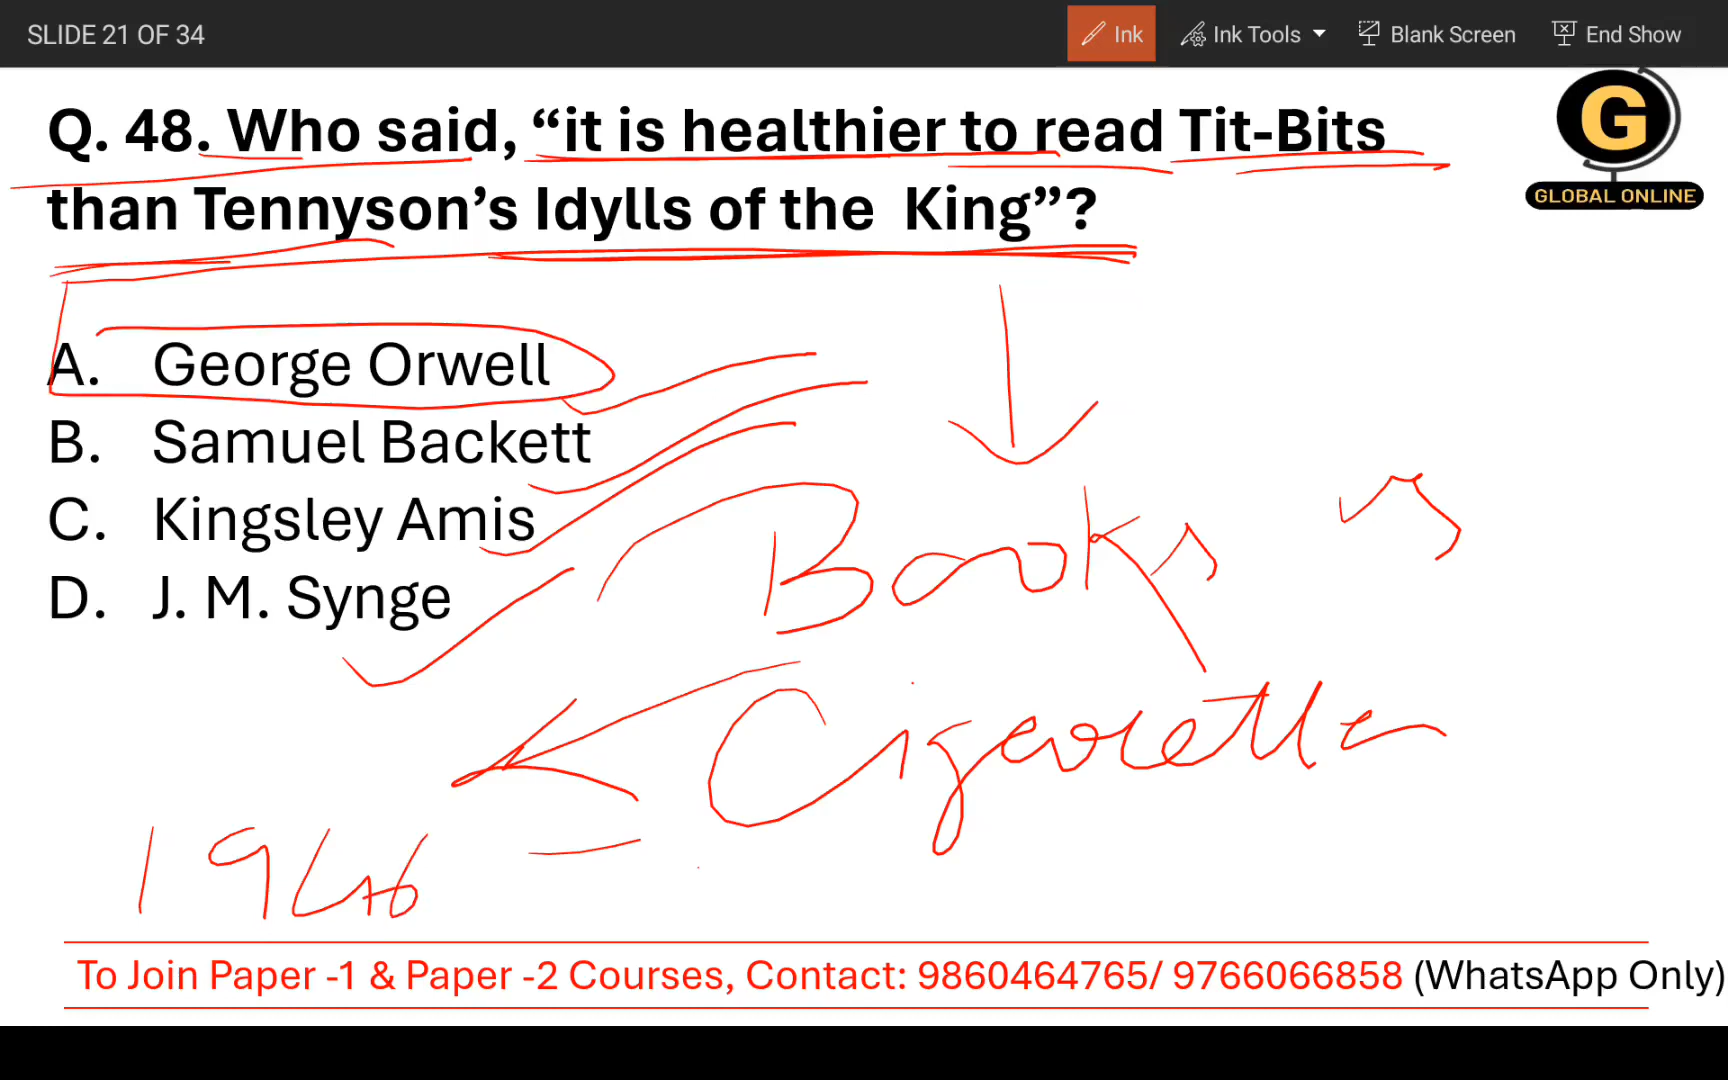 SLIDE 21 OF 34
Ink
Ink Tools
Blank Screen
End Show
G
GLOBAL ONLINE
Q. 48. Who said, “it is healthier to read Tit-Bits
than Tennyson’s Idylls of the King”?
A. George Orwell
B. Samuel Backett
C. Kingsley Amis
D. J. M. Synge
Books vs
Cigarette
1946
To Join Paper -1 & Paper -2 Courses, Contact: 9860464765/ 9766066858 (WhatsApp Only)